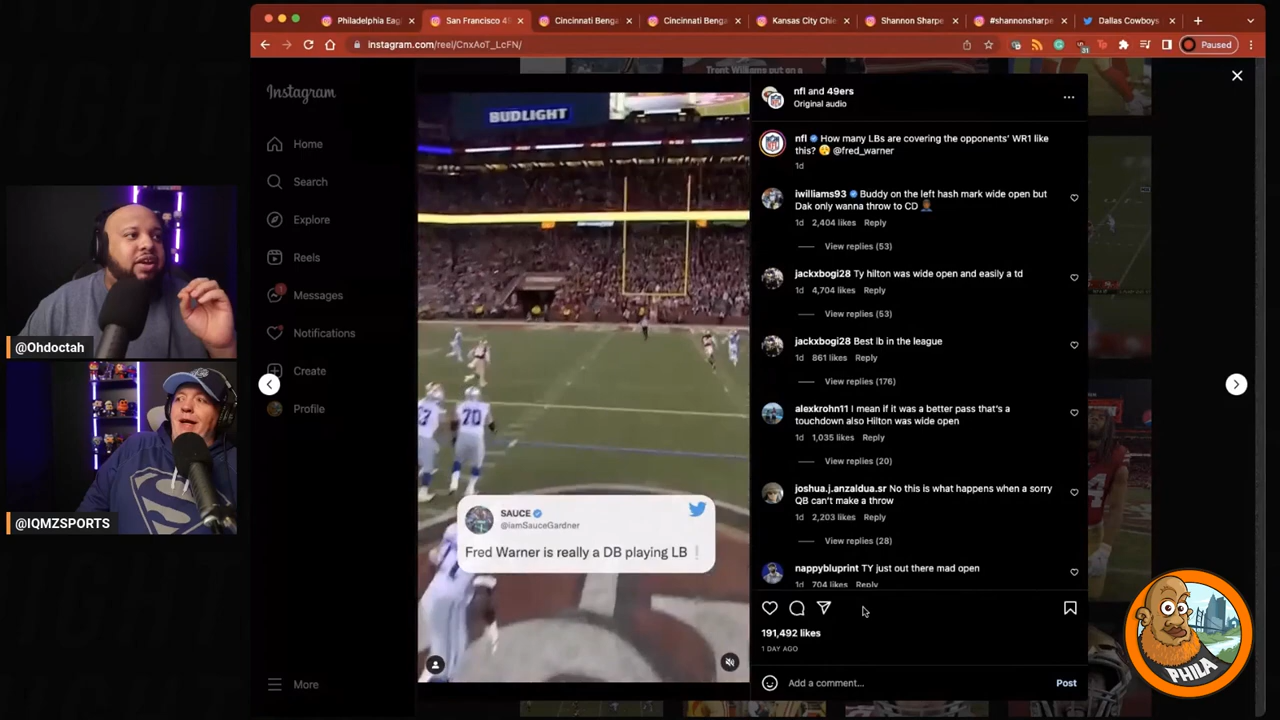 Philadelphia Eagl
San Francisco 4
Cincinnati Benga
Cincinnati Benga
Kansas City Chie
Shannon Sharpe
#shannonsharpe
Dallas Cowboys
instagram.com/reel/CnxAoT_LcFN/
31
Paused
Instagram
Home
Search
Explore
Reels
1
Messages
Notifications
Create
Profile
More
@Ohdoctah
@IQMZSPORTS
Trent Williams put on a
BUDLIGHT
70
SAUCE
@iamSauceGardner
Fred Warner is really a DB playing LB
nfl and 49ers
Original audio
nfl How many LBs are covering the opponents' WR1 like
this? @fred_warner
1d
iwilliams93 Buddy on the left hash mark wide open but
Dak only wanna throw to CD
1d 2,404 likes Reply
View replies (53)
jackxbogi28 Ty hilton was wide open and easily a td
1d 4,704 likes Reply
View replies (53)
jackxbogi28 Best lb in the league
1d 861 likes Reply
View replies (176)
alexkrohn11 I mean if it was a better pass that's a
touchdown also Hilton was wide open
1d 1,035 likes Reply
View replies (20)
joshua.j.anzaldua.sr No this is what happens when a sorry
QB can't make a throw
1d 2,203 likes Reply
View replies (28)
nappybluprint TY just out there mad open
1d 704 likes Reply
191,492 likes
1 DAY AGO
Add a comment...
Post
PHILA